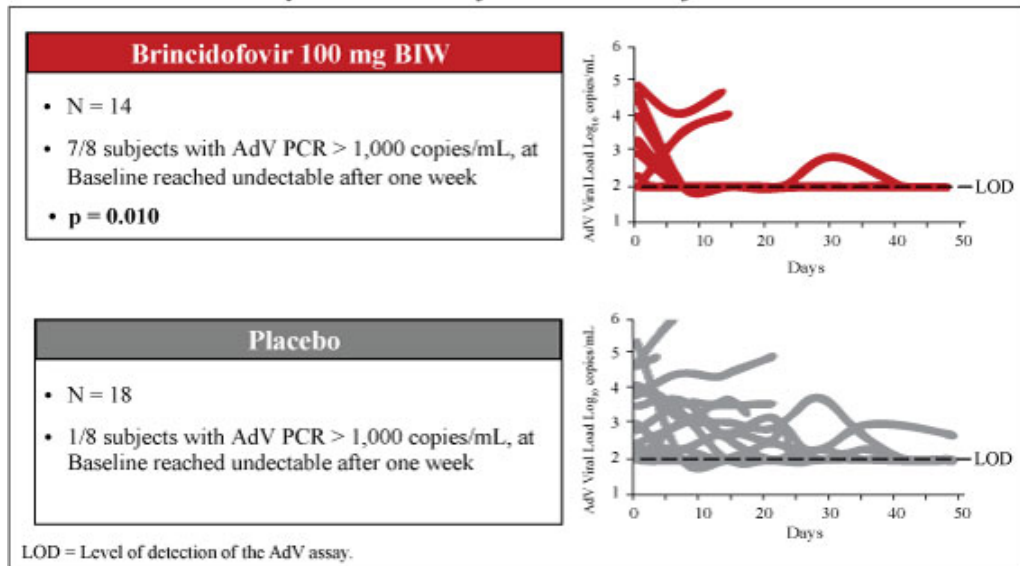 Brincidofovir 100 mg BIW
• N = 14
• 7/8 subjects with AdV PCR > 1,000 copies/mL, at
Baseline reached undectable after one week
• p = 0.010
AdV Viral Load Log10 copies/mL
6
5
4
3
2
1
LOD
0 10 20 30 40 50
Days
Placebo
• N = 18
• 1/8 subjects with AdV PCR > 1,000 copies/mL, at
Baseline reached undectable after one week
AdV Viral Load Log10 copies/mL
6
5
4
3
2
1
LOD
0 10 20 30 40 50
Days
LOD = Level of detection of the AdV assay.